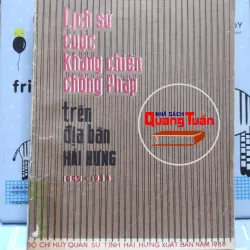 Lịch sử
cuộc
kháng chiến
chống Pháp
trên
địa bàn
HẢI HƯNG
NHÀ SÁCH
Quang Tuấn
BỘ CHỈ HUY QUÂN SỰ TỈNH HẢI HƯNG XUẤT BẢN NĂM 1988